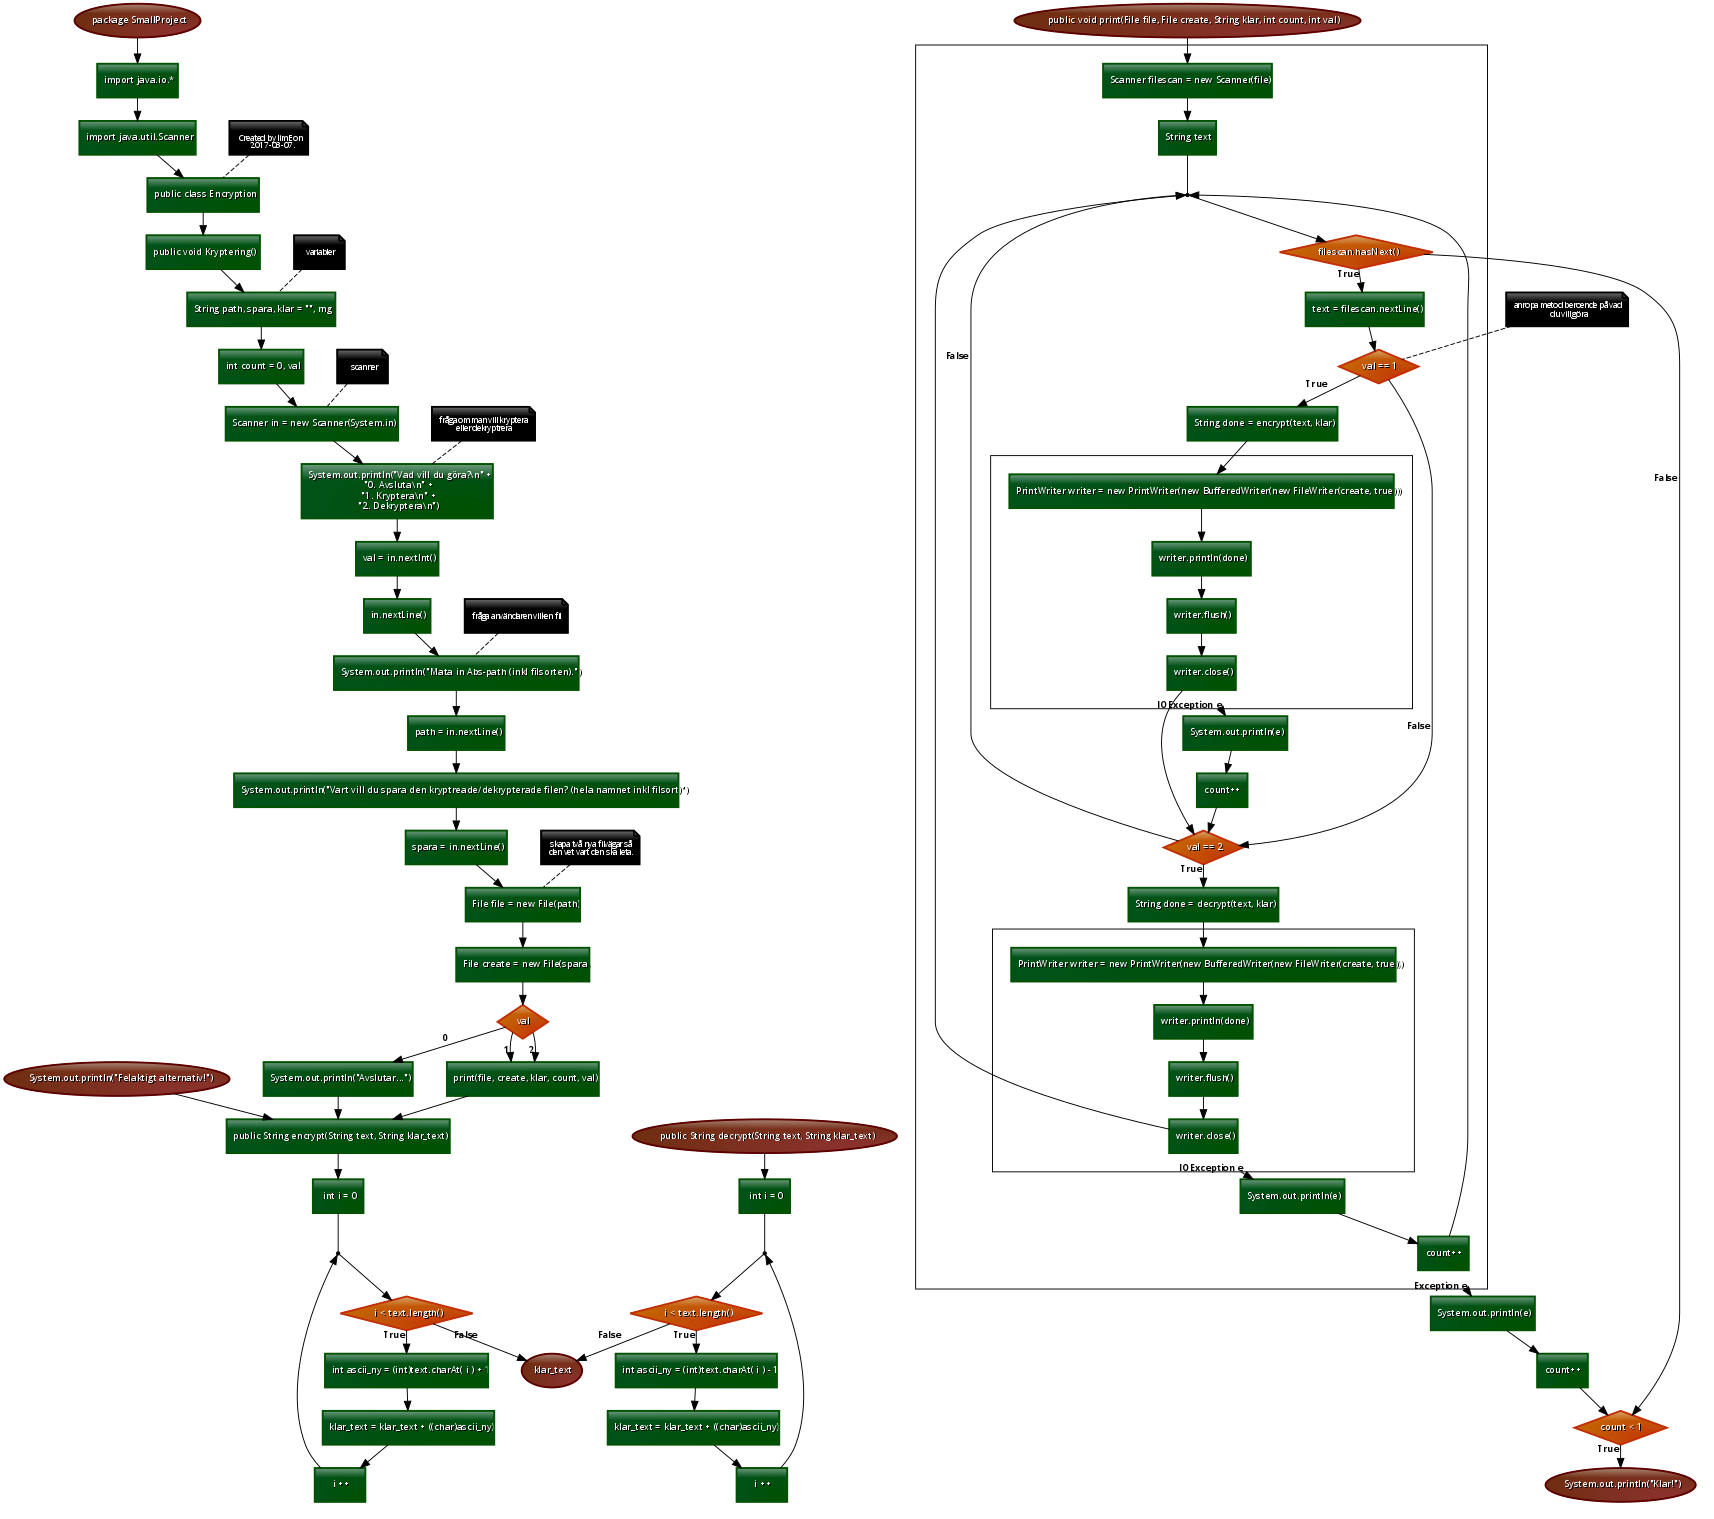 package SmallProject
import java.io.*
import java.util.Scanner
Created by JimEon
2017-08-07.
public class Encryption
public void Kryptering()
variabler
String path, spara, klar = "", mg
int count = 0, val
scanner
Scanner in = new Scanner(System.in)
fråga om man vill kryptera
eller dekryptrera
System.out.println("Vad vill du göra?\n" +
"0. Avsluta\n" +
"1. Kryptera\n" +
"2. Dekryptera\n")
val = in.nextInt()
in.nextLine()
fråga användaren vilken fil
System.out.println("Mata in Abs-path (inkl filsorten).")
path = in.nextLine()
System.out.println("Vart vill du spara den kryptreade/dekrypterade filen? (hela namnet inkl filsort)")
spara = in.nextLine()
skapa två nya filvägar så
den vet vart den ska leta.
File file = new File(path)
File create = new File(spara)
val
0
1
2
System.out.println("Felaktigt alternativ!")
System.out.println("Avslutar...")
print(file, create, klar, count, val)
public String encrypt(String text, String klar_text)
int i = 0
i < text.length()
True
False
int ascii_ny = (int)text.charAt( i ) + 1
klar_text = klar_text + ((char)ascii_ny)
i ++
klar_text
public String decrypt(String text, String klar_text)
int i = 0
i < text.length()
False
True
int ascii_ny = (int)text.charAt( i ) - 1
klar_text = klar_text + ((char)ascii_ny)
i ++
public void print(File file, File create, String klar, int count, int val)
Scanner filescan = new Scanner(file)
String text
filescan.hasNext()
True
text = filescan.nextLine()
anropa metod beroende på vad
du vill göra
False
val == 1
True
String done = encrypt(text, klar)
False
PrintWriter writer = new PrintWriter(new BufferedWriter(new FileWriter(create, true)))
writer.println(done)
writer.flush()
writer.close()
IOException e
System.out.println(e)
False
count++
val == 2
True
String done = decrypt(text, klar)
PrintWriter writer = new PrintWriter(new BufferedWriter(new FileWriter(create, true)))
writer.println(done)
writer.flush()
writer.close()
IOException e
System.out.println(e)
count++
Exception e
System.out.println(e)
count++
count < 1
True
System.out.println("Klar!")